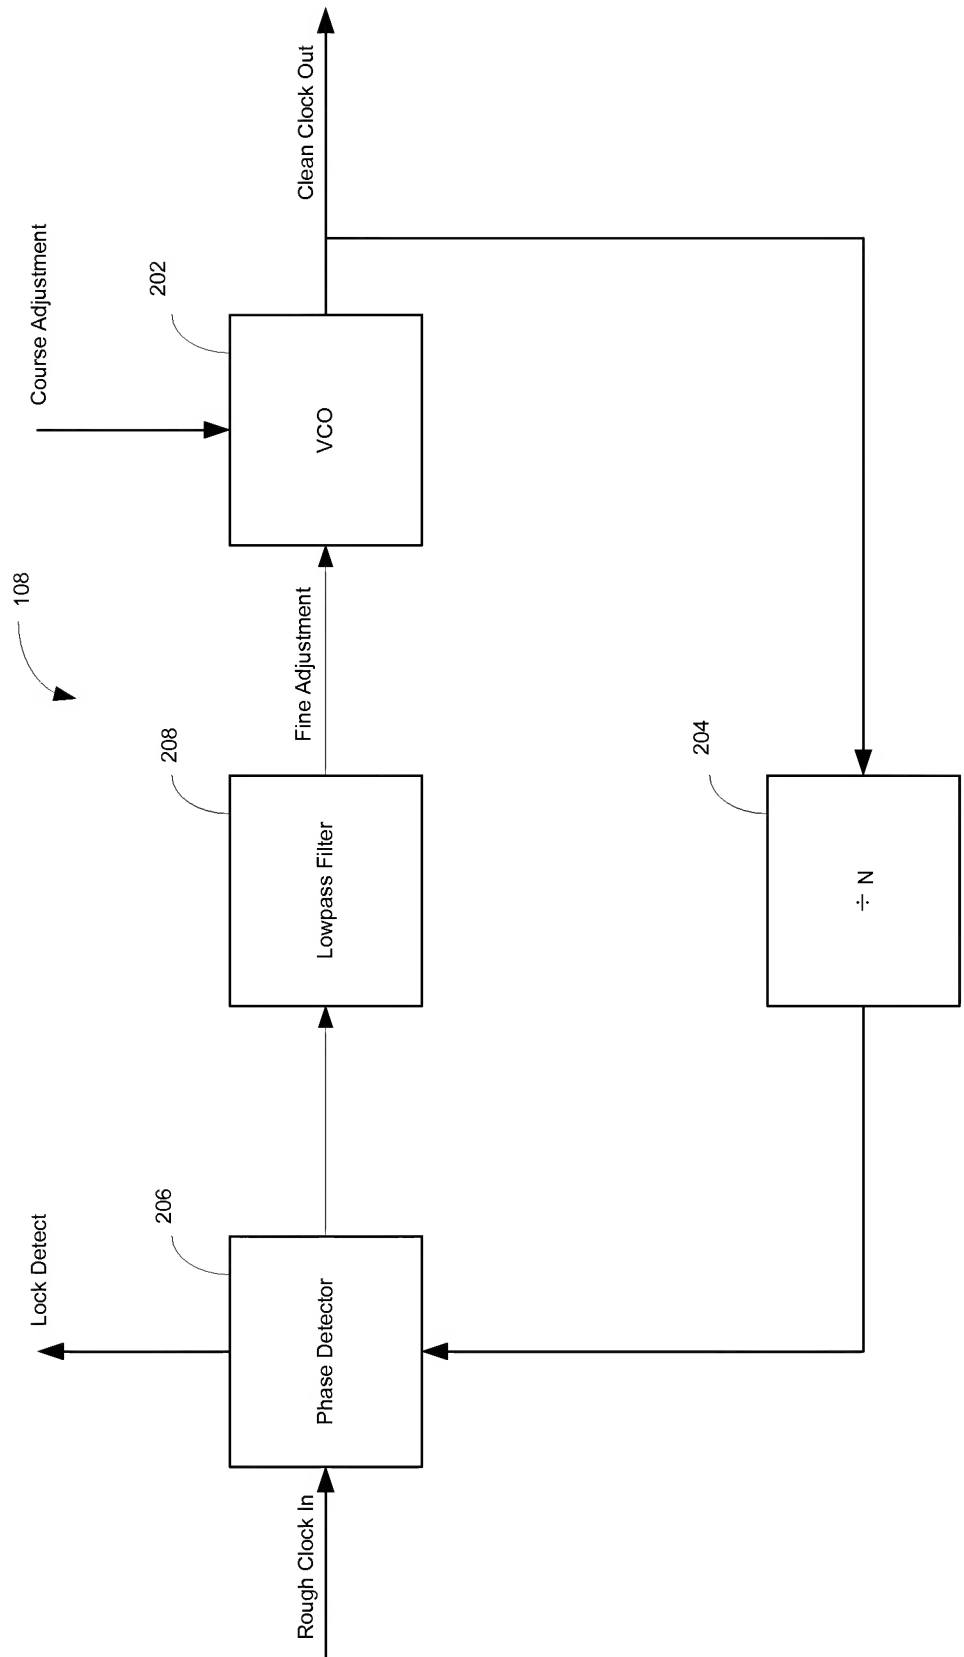 108
Course Adjustment
Lock Detect
206
208
202
Rough Clock In
Phase Detector
Lowpass Filter
Fine Adjustment
VCO
Clean Clock Out
204
÷ N